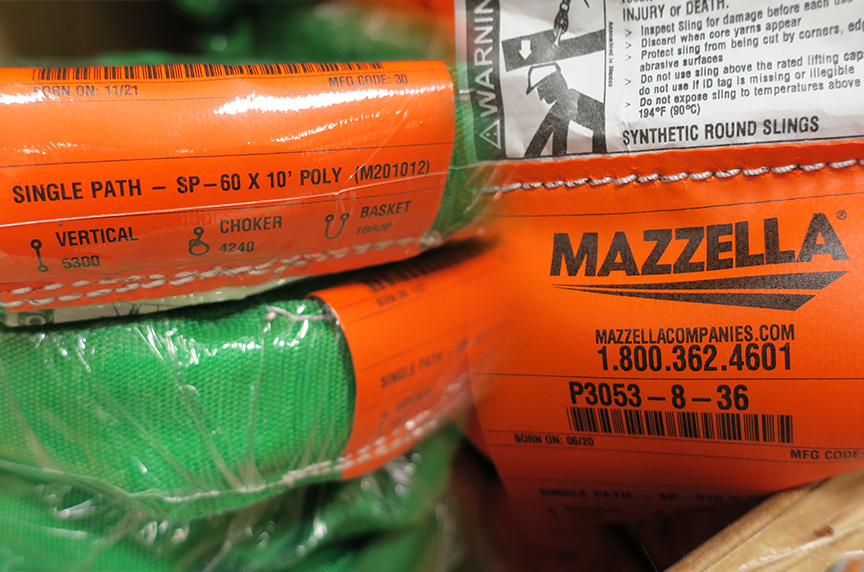 BORN ON: 11/21
MFG CODE: 30
SINGLE PATH – SP–60 X 10' POLY (M201012)
VERTICAL
5300
CHOKER
4240
BASKET
10600
SINGLE PATH
WARNING
INJURY or DEATH.
> Inspect Sling for damage before each use
> Discard when core yarns appear
> Protect sling from being cut by corners,
Abrasive surfaces
> Do not use sling above the rated lifting
do not use if ID tag is missing or illegible
> Do not expose sling to temperatures above
194°F (90°C)
SYNTHETIC ROUND SLINGS
Assembled in Mexico
MAZZELLA®
MAZZELLACOMPANIES.COM
1.800.362.4601
P3053–8–36
BORN ON: 06/20
MFG CODE:
SINGLE PATH – SP–